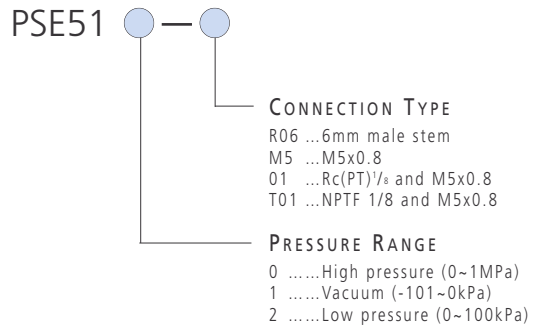 PSE51 —
CONNECTION TYPE
R06 ...6mm male stem
M5 ...M5x0.8
01 ...Rc(PT)1/8 and M5x0.8
T01 ...NPTF 1/8 and M5x0.8
PRESSURE RANGE
0 ......High pressure (0~1MPa)
1 ......Vacuum (-101~0kPa)
2 ......Low pressure (0~100kPa)